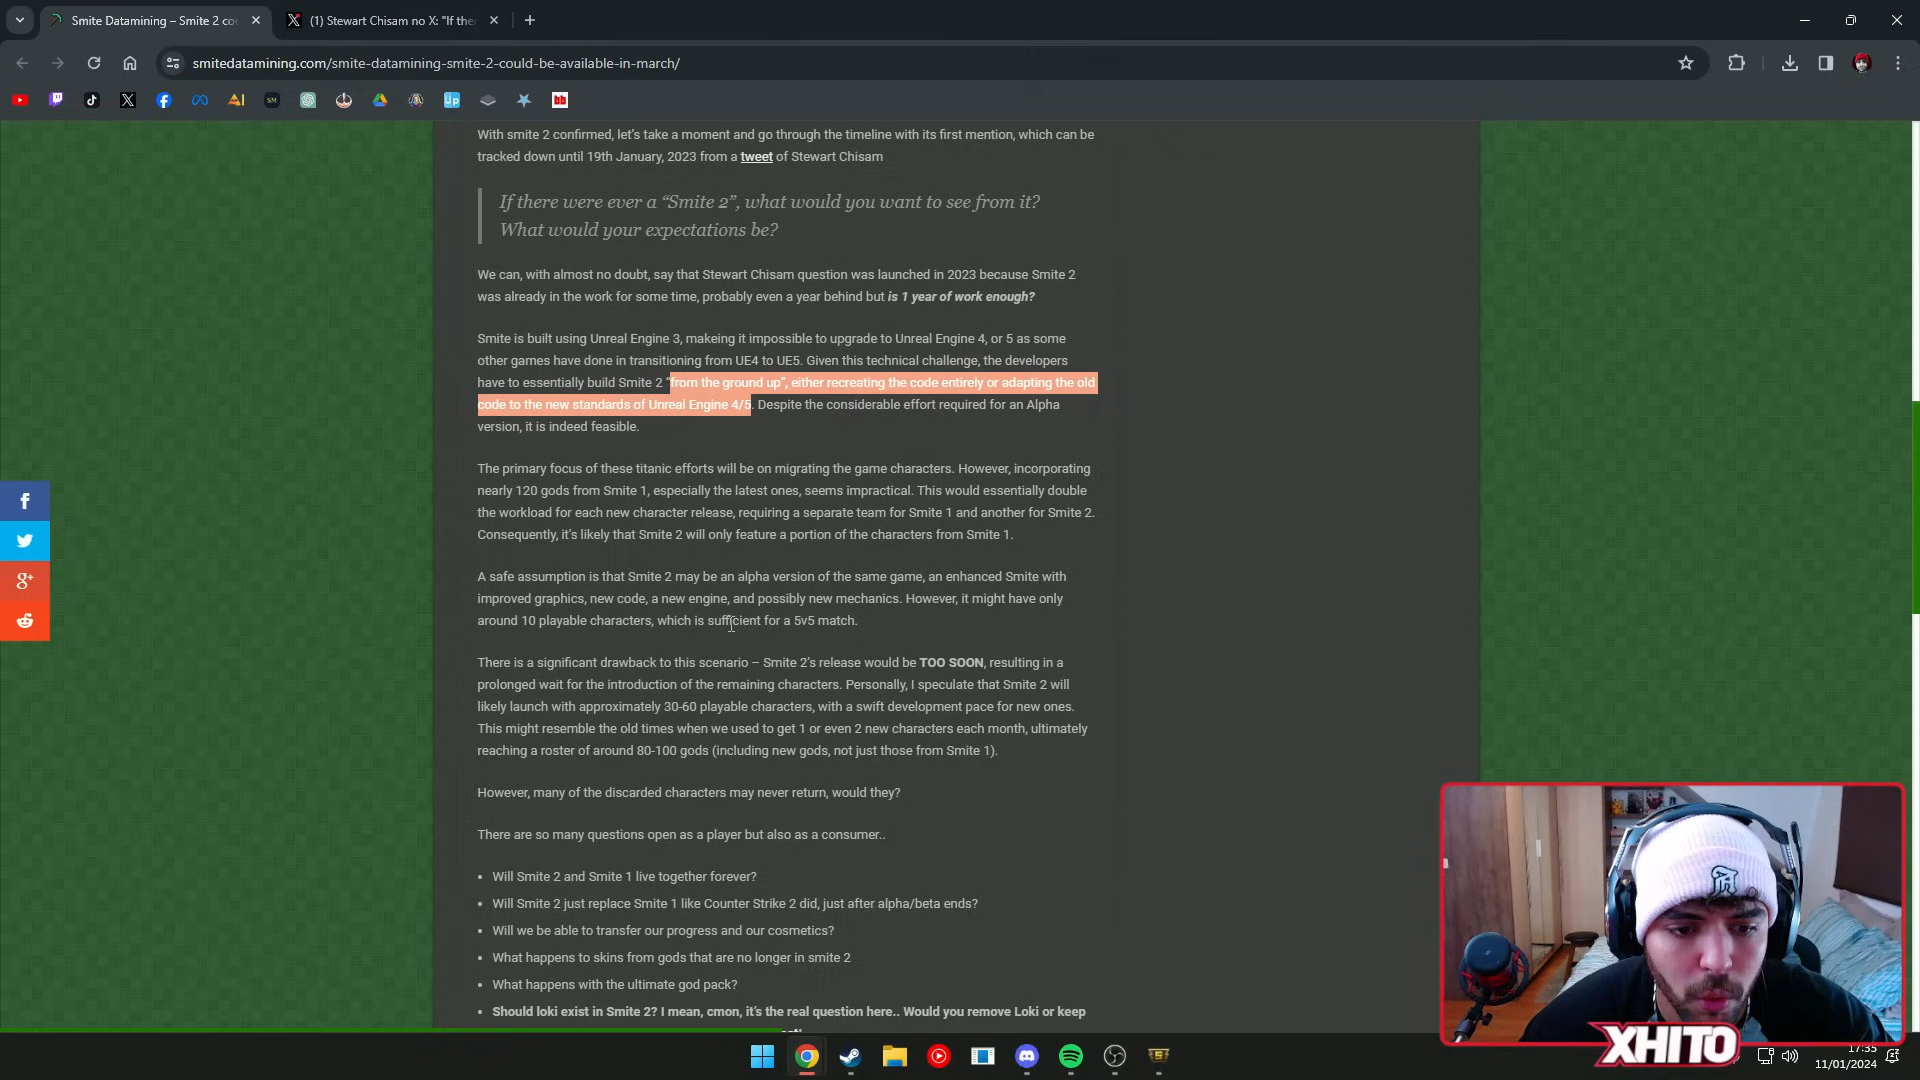 Smite Datamining – Smite 2 co
(1) Stewart Chisam no X: "If the
smitedatamining.com/smite-datamining-smite-2-could-be-available-in-march/
With smite 2 confirmed, let's take a moment and go through the timeline with its first mention, which can be
tracked down until 19th January, 2023 from a tweet of Stewart Chisam
If there were ever a “Smite 2”, what would you want to see from it?
What would your expectations be?
We can, with almost no doubt, say that Stewart Chisam question was launched in 2023 because Smite 2
was already in the work for some time, probably even a year behind but is 1 year of work enough?
Smite is built using Unreal Engine 3, makeing it impossible to upgrade to Unreal Engine 4, or 5 as some
other games have done in transitioning from UE4 to UE5. Given this technical challenge, the developers
have to essentially build Smite 2 “from the ground up”, either recreating the code entirely or adapting the old
code to the new standards of Unreal Engine 4/5. Despite the considerable effort required for an Alpha
version, it is indeed feasible.
The primary focus of these titanic efforts will be on migrating the game characters. However, incorporating
nearly 120 gods from Smite 1, especially the latest ones, seems impractical. This would essentially double
the workload for each new character release, requiring a separate team for Smite 1 and another for Smite 2.
Consequently, it's likely that Smite 2 will only feature a portion of the characters from Smite 1.
A safe assumption is that Smite 2 may be an alpha version of the same game, an enhanced Smite with
improved graphics, new code, a new engine, and possibly new mechanics. However, it might have only
around 10 playable characters, which is sufficient for a 5v5 match.
There is a significant drawback to this scenario – Smite 2's release would be TOO SOON, resulting in a
prolonged wait for the introduction of the remaining characters. Personally, I speculate that Smite 2 will
likely launch with approximately 30-60 playable characters, with a swift development pace for new ones.
This might resemble the old times when we used to get 1 or even 2 new characters each month, ultimately
reaching a roster of around 80-100 gods (including new gods, not just those from Smite 1).
However, many of the discarded characters may never return, would they?
There are so many questions open as a player but also as a consumer..
• Will Smite 2 and Smite 1 live together forever?
• Will Smite 2 just replace Smite 1 like Counter Strike 2 did, just after alpha/beta ends?
• Will we be able to transfer our progress and our cosmetics?
• What happens to skins from gods that are no longer in smite 2
• What happens with the ultimate god pack?
• Should loki exist in Smite 2? I mean, cmon, it's the real question here.. Would you remove Loki or keep
XHITO
17:35
11/01/2024